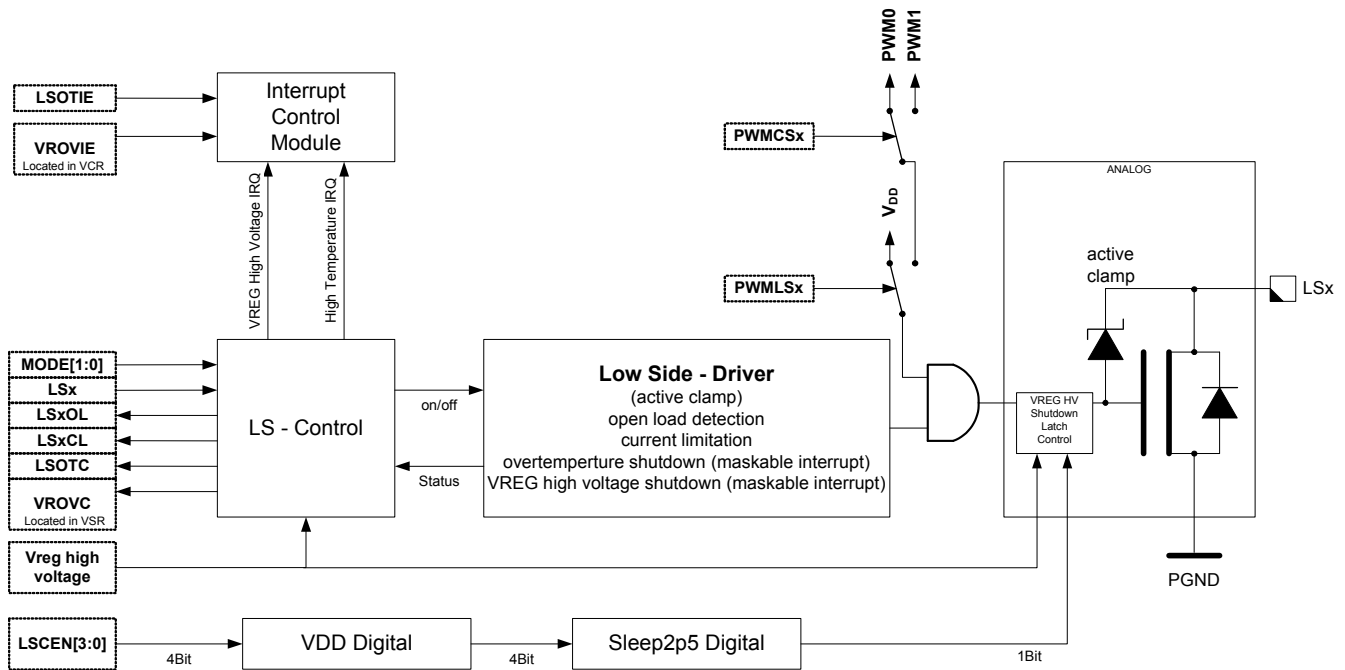 PWM0
PWM1
LSOTIE
VROVIE
Located in VCR
Interrupt
Control
Module
PWMCSx
VREG High Voltage IRQ
High Temperature IRQ
VDD
PWMLSx
ANALOG
active
clamp
LSx
MODE[1:0]
LSx
LSxOL
LSxCL
LSOTC
VROVC
Located in VSR
Vreg high
voltage
LS - Control
on/off
Status
Low Side - Driver
(active clamp)
open load detection
current limitation
overtemperture shutdown (maskable interrupt)
VREG high voltage shutdown (maskable interrupt)
VREG HV
Shutdown
Latch
Control
PGND
LSCEN[3:0]
4Bit
VDD Digital
4Bit
Sleep2p5 Digital
1Bit